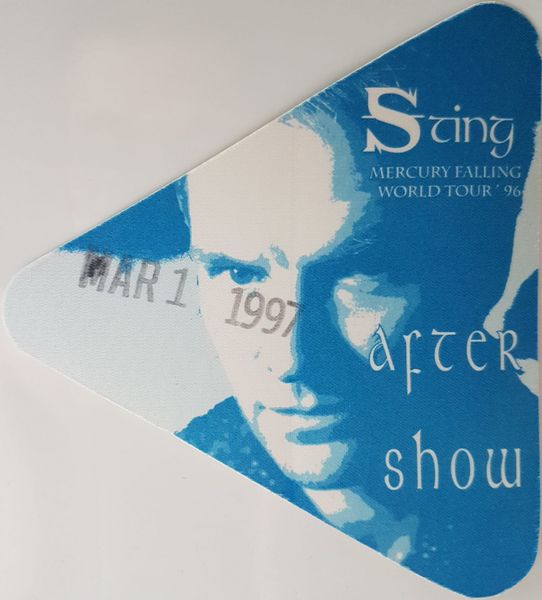 Sting
MERCURY FALLING
WORLD TOUR '96
MAR 1 1997
after
show